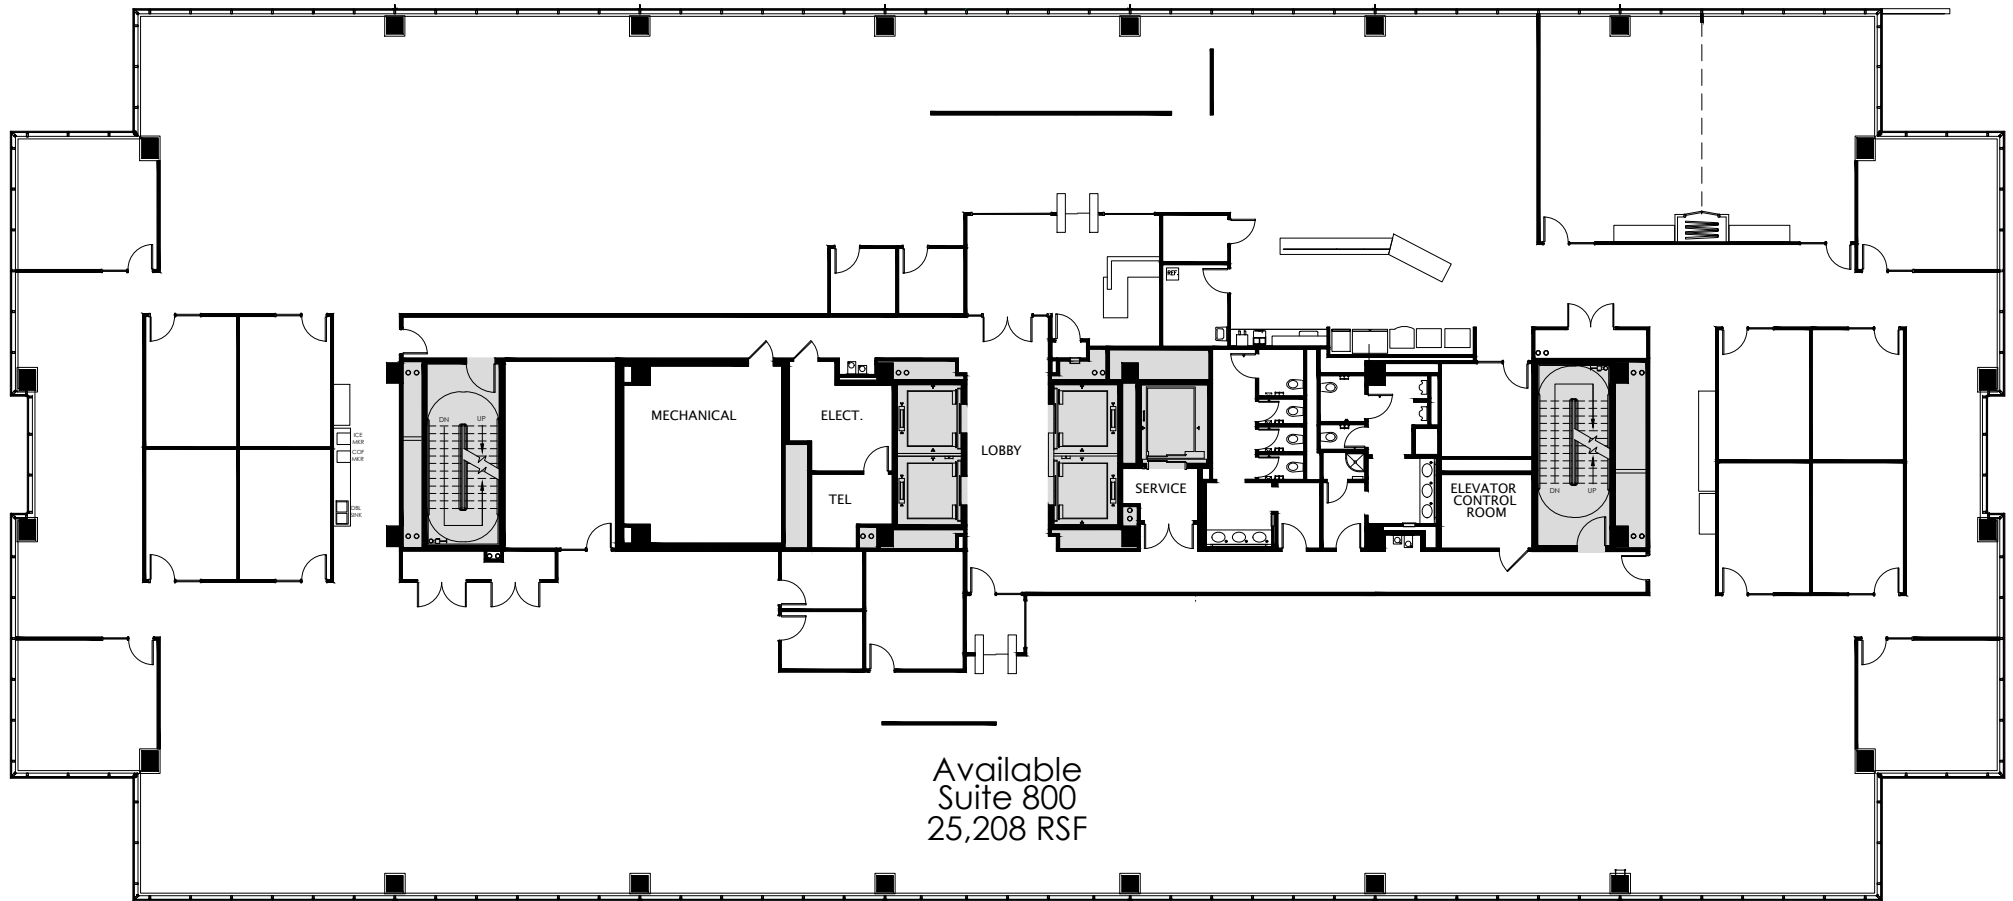 REF.
MECHANICAL
ELECT.
DN
UP
ICE
MKR
COF
MKR
LOBBY
TEL
SERVICE
ELEVATOR
CONTROL
ROOM
DN
UP
DBL
SINK
Available
Suite 800
25,208 RSF